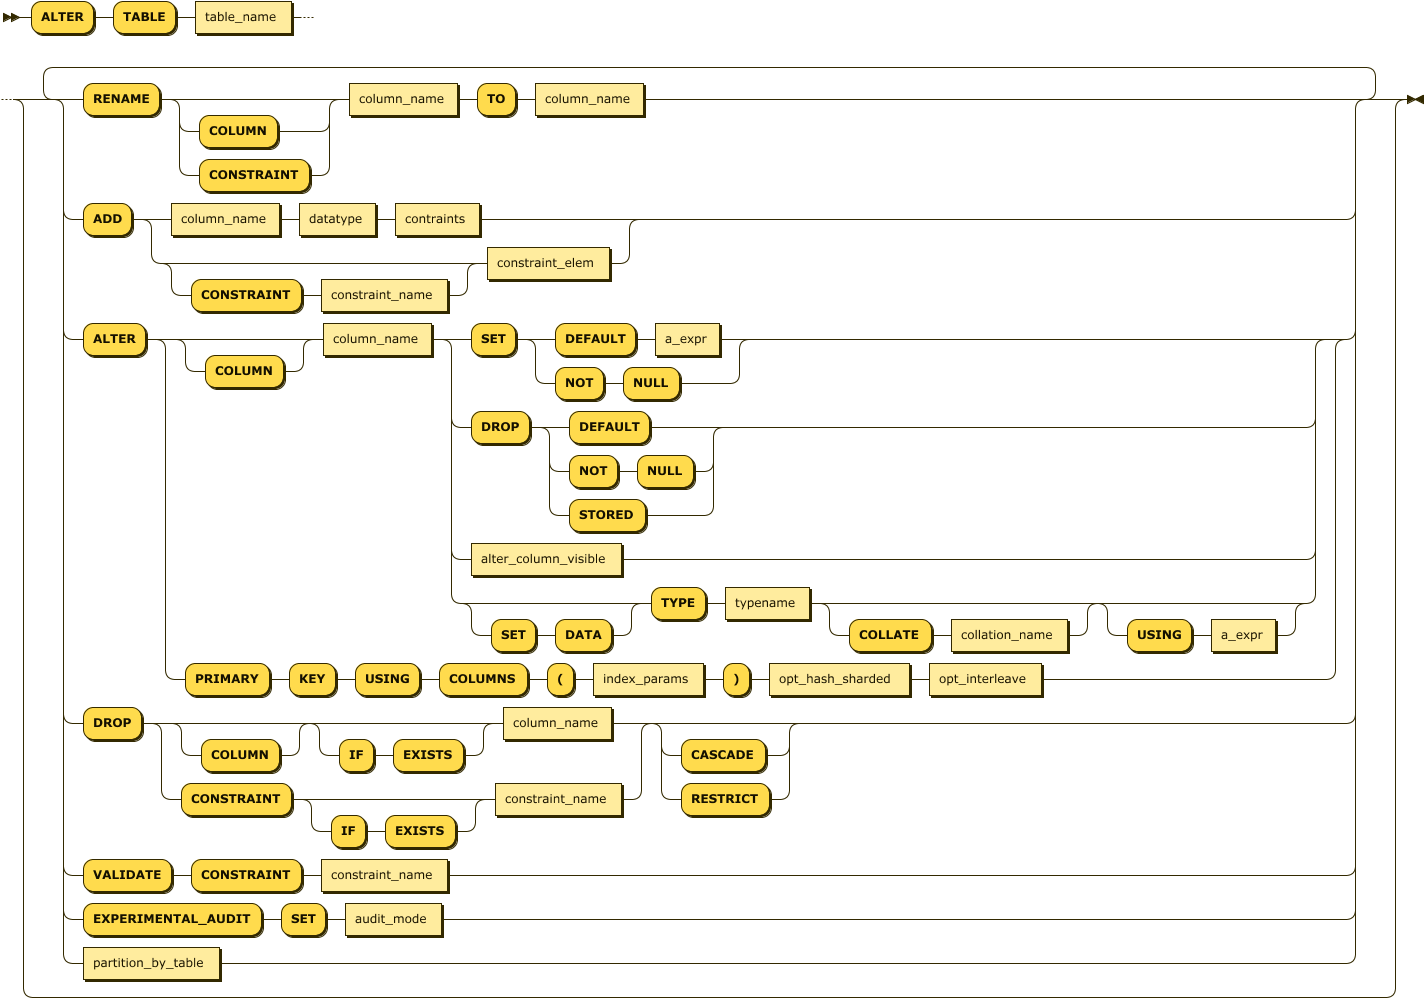 ALTER TABLE table_name
RENAME column_name TO column_name
COLUMN
CONSTRAINT
ADD column_name datatype contraints
constraint_elem
CONSTRAINT constraint_name
ALTER column_name SET DEFAULT a_expr
COLUMN NOT NULL
DROP DEFAULT
NOT NULL
STORED
alter_column_visible
TYPE typename
SET DATA COLLATE collation_name USING a_expr
PRIMARY KEY USING COLUMNS ( index_params ) opt_hash_sharded opt_interleave
DROP column_name
COLUMN IF EXISTS CASCADE
CONSTRAINT constraint_name RESTRICT
IF EXISTS
VALIDATE CONSTRAINT constraint_name
EXPERIMENTAL_AUDIT SET audit_mode
partition_by_table